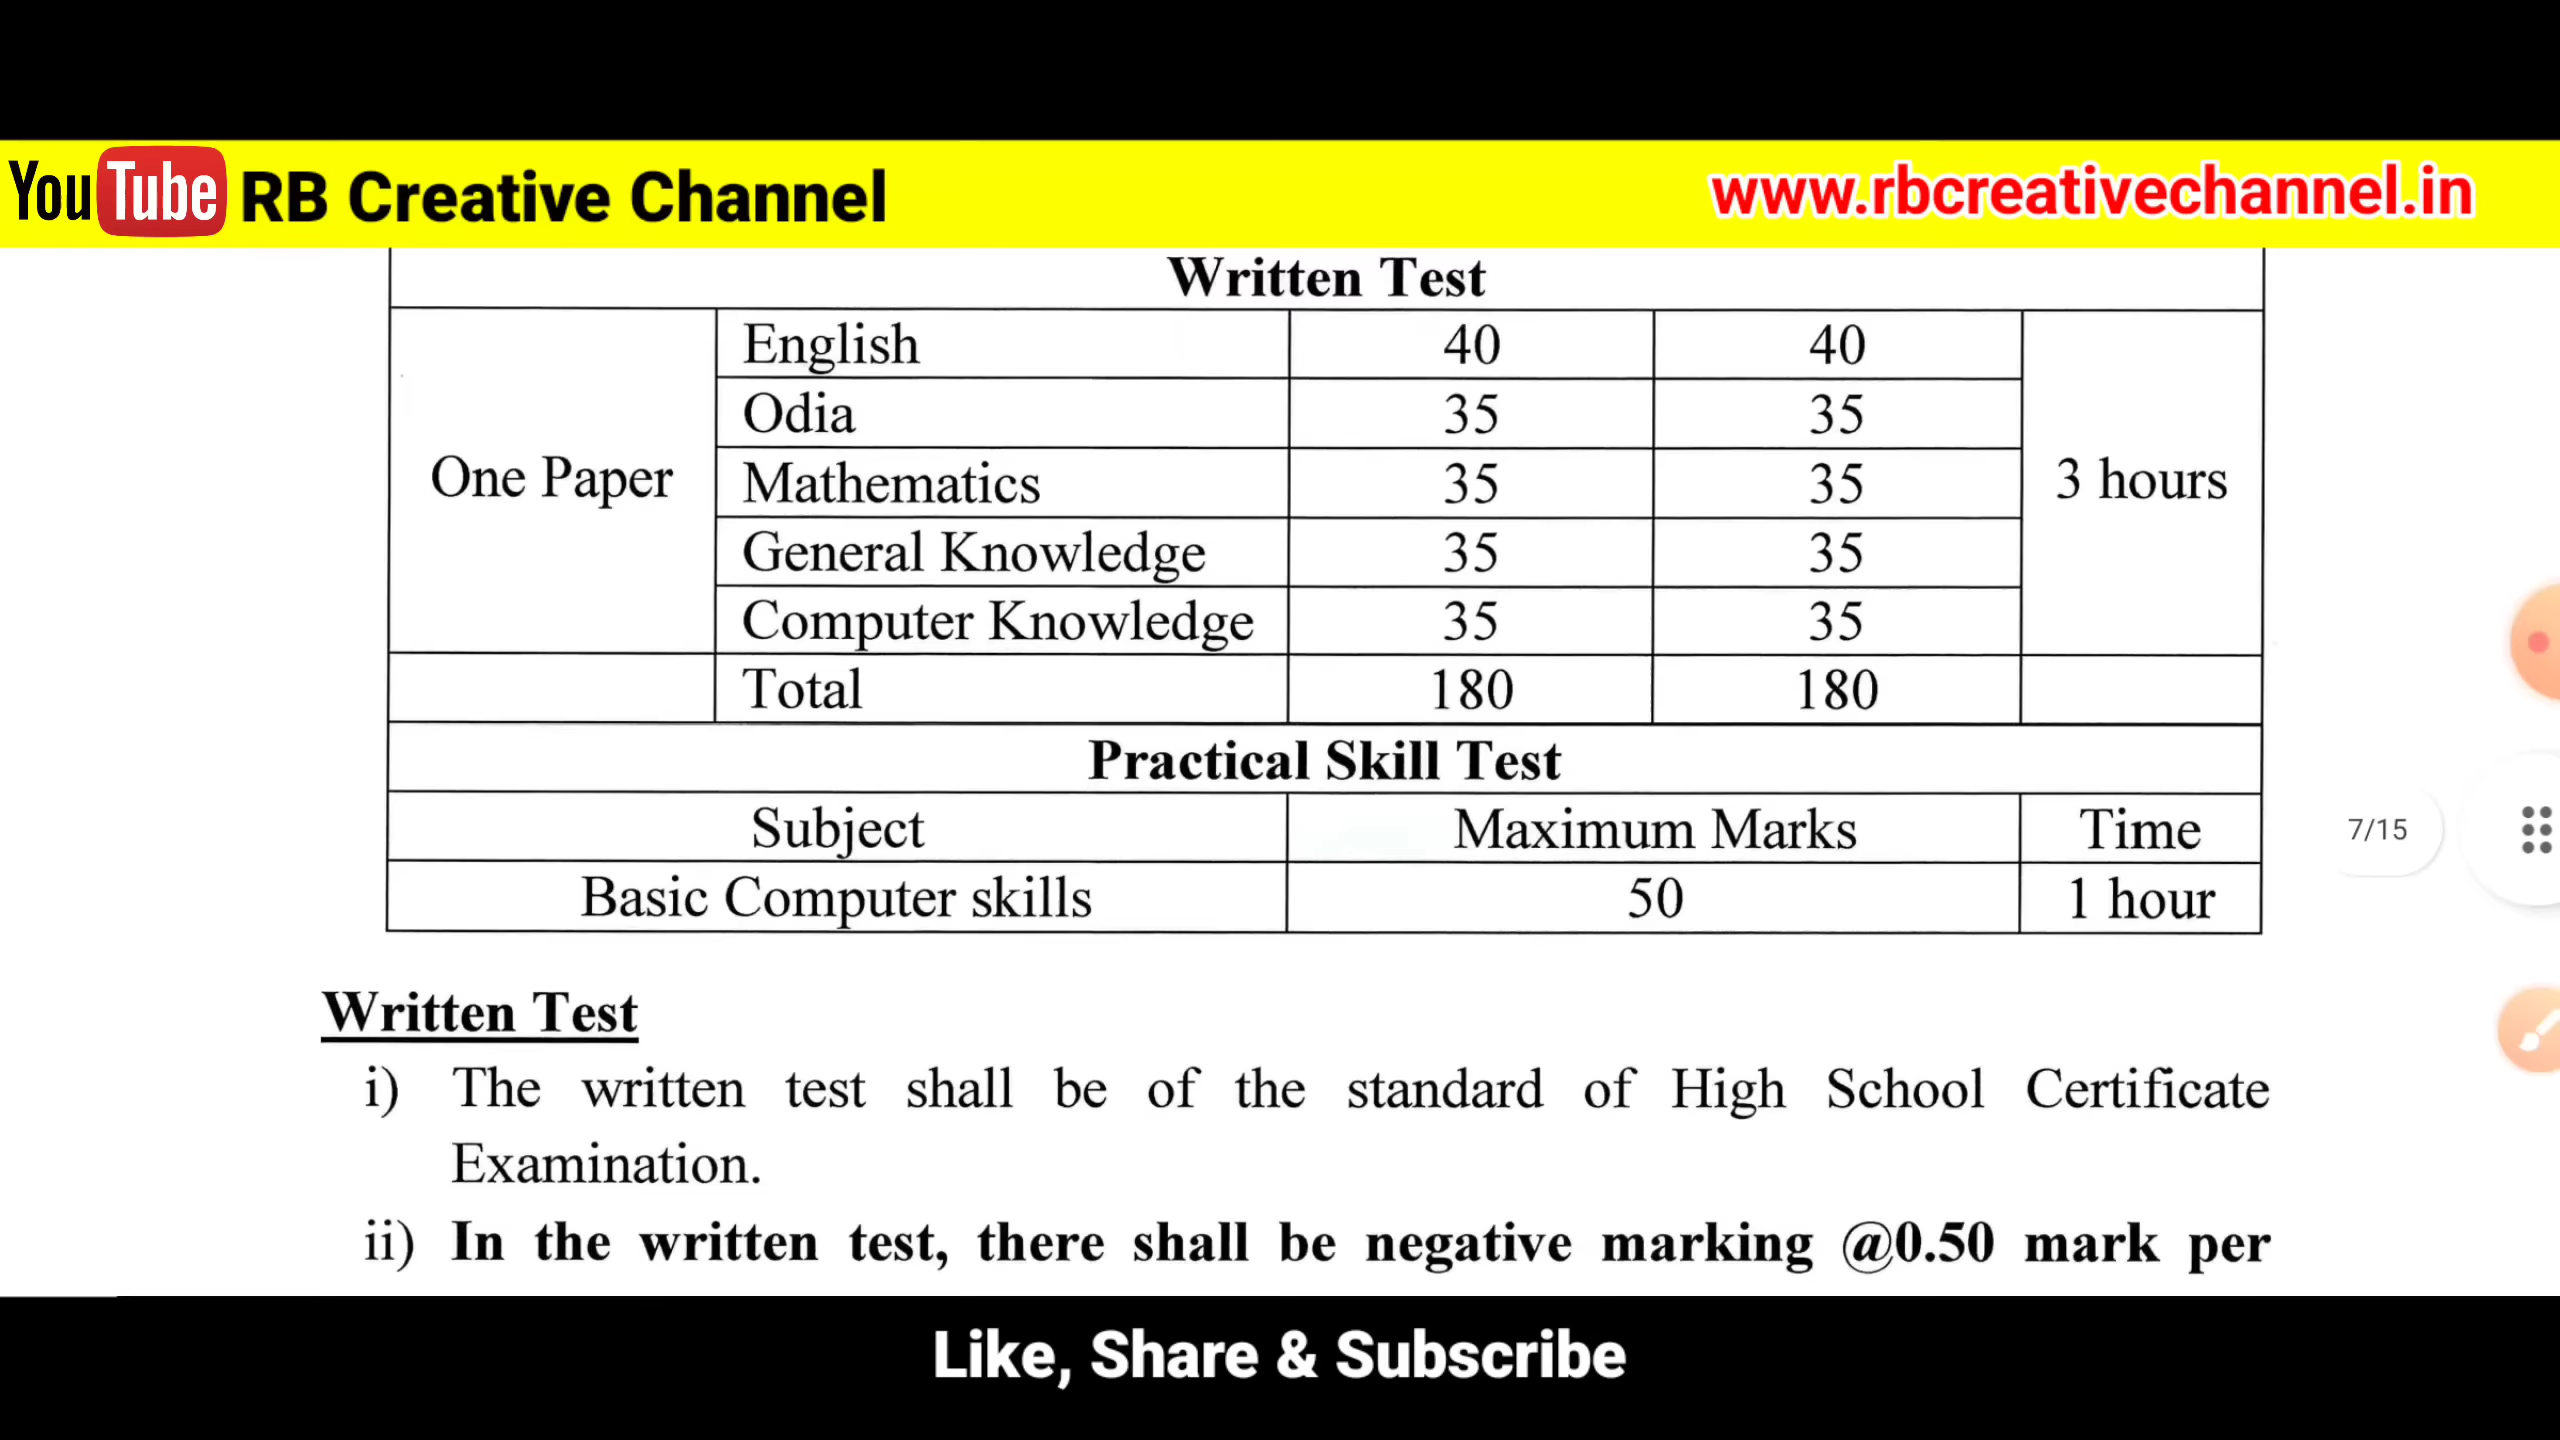 YouTube RB Creative Channel www.rbcreativechannel.in
Written Test
One Paper
English 40 40
Odia 35 35
Mathematics 35 35
General Knowledge 35 35
Computer Knowledge 35 35
3 hours
Total 180 180
Practical Skill Test
Subject Maximum Marks Time
Basic Computer skills 50 1 hour
7/15
Written Test
i) The written test shall be of the standard of High School Certificate
Examination.
ii) In the written test, there shall be negative marking @0.50 mark per
Like, Share & Subscribe